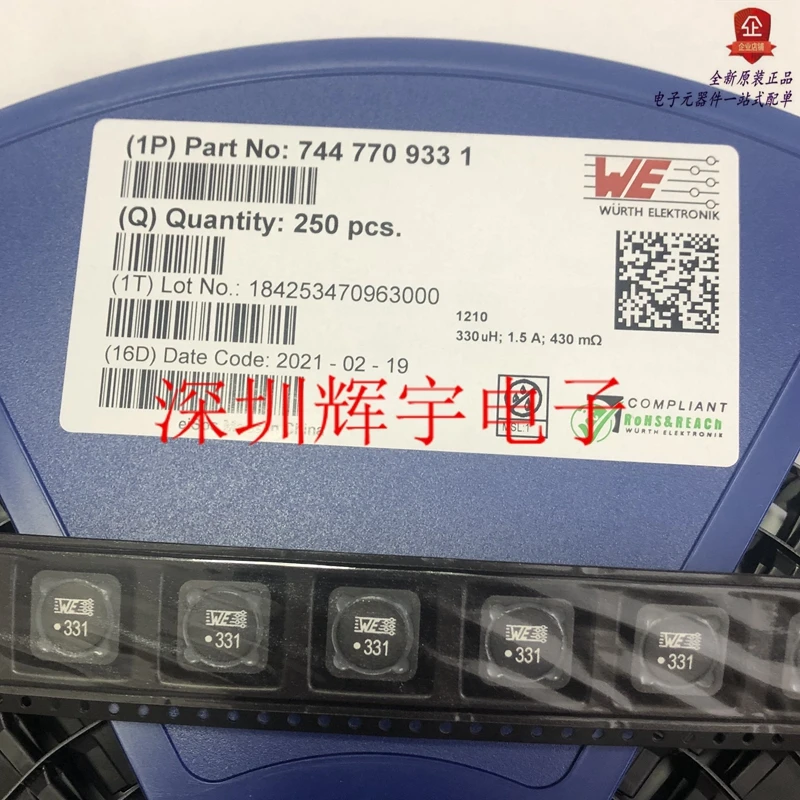 企
企业店铺
全新原装正品
电子元器件一站式配单
(1P) Part No: 744 770 933 1
WE
WÜRTH ELEKTRONIK
(Q) Quantity: 250 pcs.
(1T) Lot No.: 184253470963000
1210
330uH; 1.5 A; 430 mΩ
(16D) Date Code: 2021 - 02 - 19
深圳辉宇电子
MSL1
COMPLIANT
RoHS&REACh
WÜRTH ELEKTRONIK
WE
331
WE
331
WE
331
WE
331
WE
331